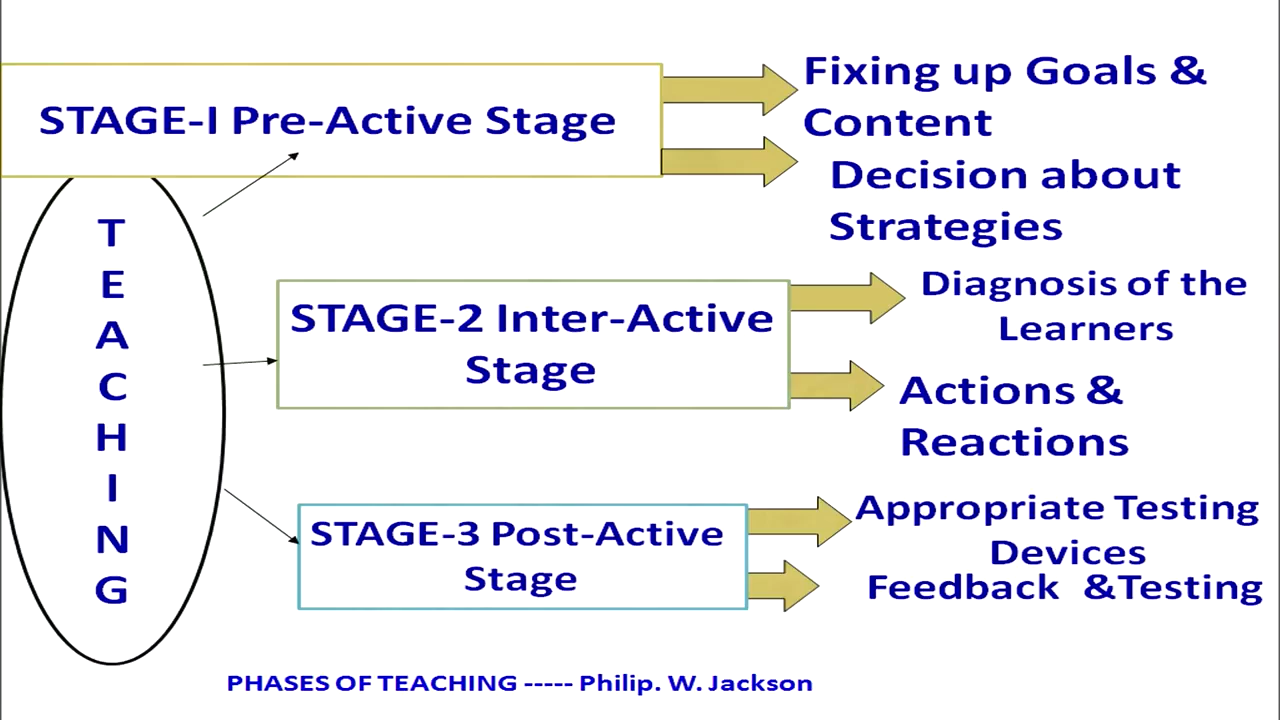 STAGE-I Pre-Active Stage
Fixing up Goals &
Content
Decision about
Strategies
TEACHING
STAGE-2 Inter-Active
Stage
Diagnosis of the
Learners
Actions &
Reactions
STAGE-3 Post-Active
Stage
Appropriate Testing
Devices
Feedback &Testing
PHASES OF TEACHING ----- Philip. W. Jackson